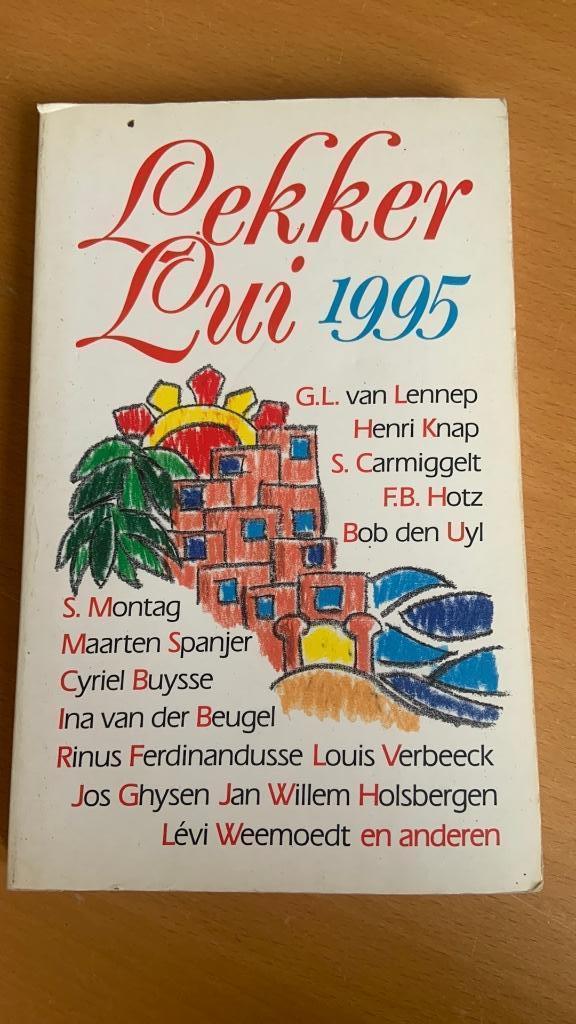 Lekker
Lui 1995
G.L. van Lennep
Henri Knap
S. Carmiggelt
F.B. Hotz
Bob den Uyl
S. Montag
Maarten Spanjer
Cyriel Buysse
Ina van der Beugel
Rinus Ferdinandusse Louis Verbeeck
Jos Ghysen Jan Willem Holsbergen
Lévi Weemoedt en anderen